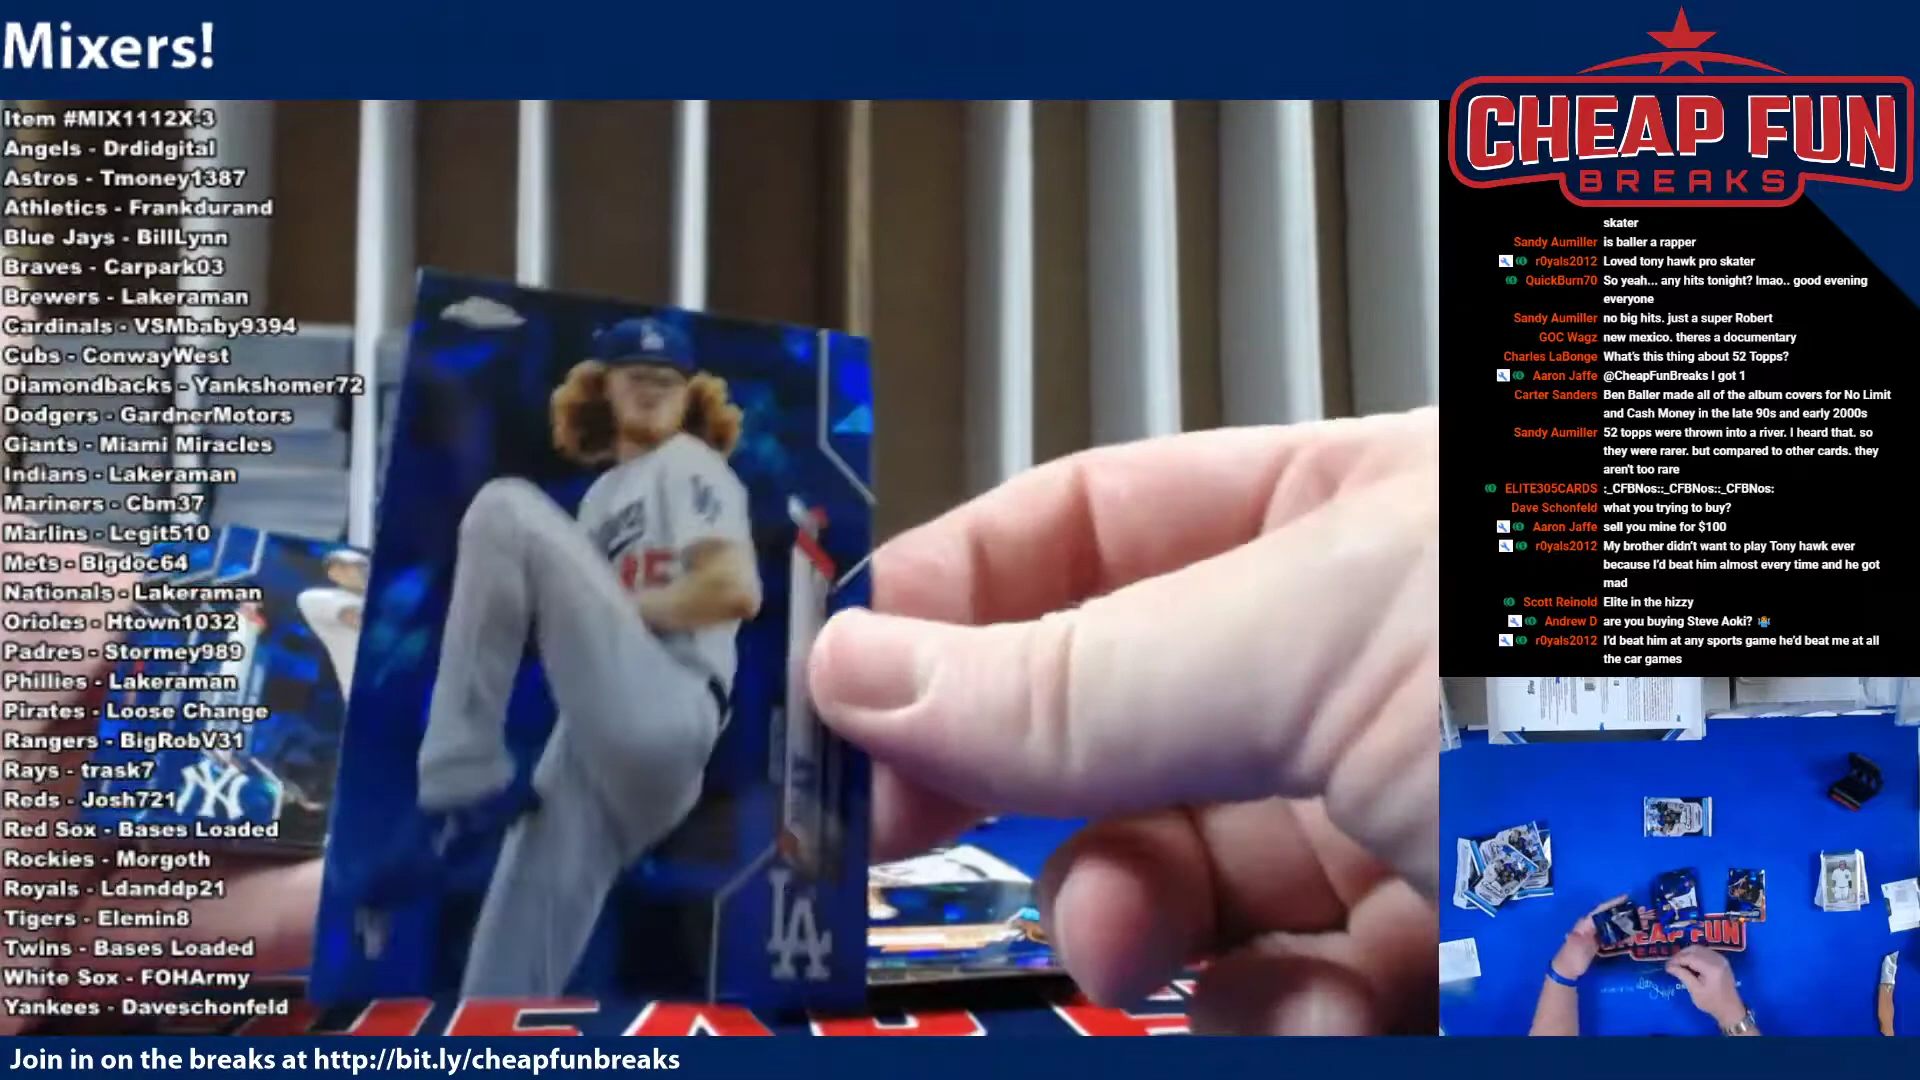 Mixers!
Item #MIX1112X-3
Angels - Drdidgital
Astros - Tmoney1387
Athletics - Frankdurand
Blue Jays - BillLynn
Braves - Carpark03
Brewers - Lakeraman
Cardinals - VSMbaby9394
Cubs - ConwayWest
Diamondbacks - Yankshomer72
Dodgers - GardnerMotors
Giants - Miami Miracles
Indians - Lakeraman
Mariners - Cbm37
Marlins - Legit510
Mets - Bigdoc64
Nationals - Lakeraman
Orioles - Htown1032
Padres - Stormey989
Phillies - Lakeraman
Pirates - Loose Change
Rangers - BigRobV31
Rays - trask7
Reds - Josh721
Red Sox - Bases Loaded
Rockies - Morgoth
Royals - Ldanddp21
Tigers - Elemin8
Twins - Bases Loaded
White Sox - FOHArmy
Yankees - Daveschonfeld
NY
LA
CHEAP FUN
BREAKS
skater
Sandy Aumiller is baller a rapper
r0yals2012 Loved tony hawk pro skater
QuickBurn70 So yeah... any hits tonight? lmao.. good evening
everyone
Sandy Aumiller no big hits. just a super Robert
GOC Wagz new mexico. theres a documentary
Charles LaBonge What's this thing about 52 Topps?
Aaron Jaffe @CheapFunBreaks I got 1
Carter Sanders Ben Baller made all of the album covers for No Limit
and Cash Money in the late 90s and early 2000s
Sandy Aumiller 52 topps were thrown into a river. I heard that. so
they were rarer. but compared to other cards. they
aren't too rare
ELITE305CARDS :_CFBNos::_CFBNos::_CFBNos:
Dave Schonfeld what you trying to buy?
Aaron Jaffe sell you mine for $100
r0yals2012 My brother didn't want to play Tony hawk ever
because I'd beat him almost every time and he got
mad
Scott Reinold Elite in the hizzy
Andrew D are you buying Steve Aoki?
r0yals2012 I'd beat him at any sports game he'd beat me at all
the car games
Join in on the breaks at http://bit.ly/cheapfunbreaks